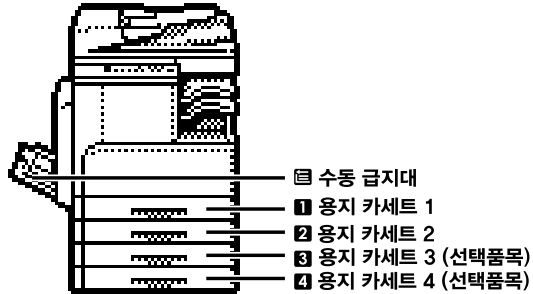 수동 급지대
1 용지 카세트 1
2 용지 카세트 2
3 용지 카세트 3 (선택품목)
4 용지 카세트 4 (선택품목)